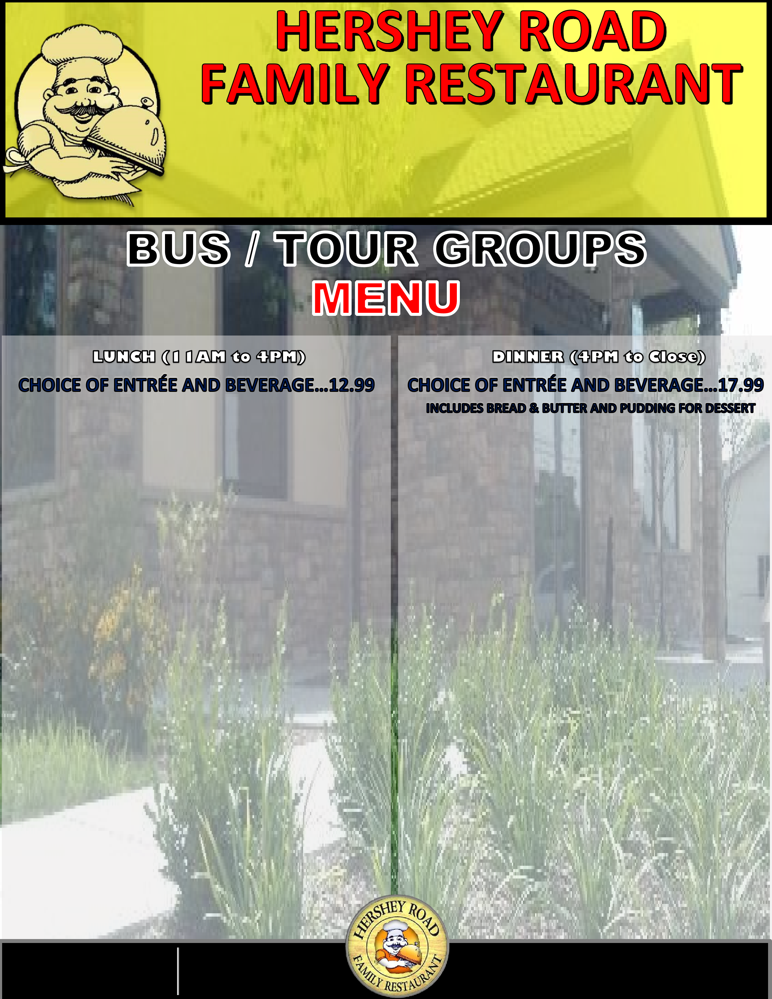 HERSHEY ROAD
FAMILY RESTAURANT
BUS / TOUR GROUPS
MENU
LUNCH (11AM to 4PM)
CHOICE OF ENTRÉE AND BEVERAGE...12.99
DINNER (4PM to Close)
CHOICE OF ENTRÉE AND BEVERAGE...17.99
INCLUDES BREAD & BUTTER AND PUDDING FOR DESSERT
HERSHEY ROAD
FAMILY RESTAURANT